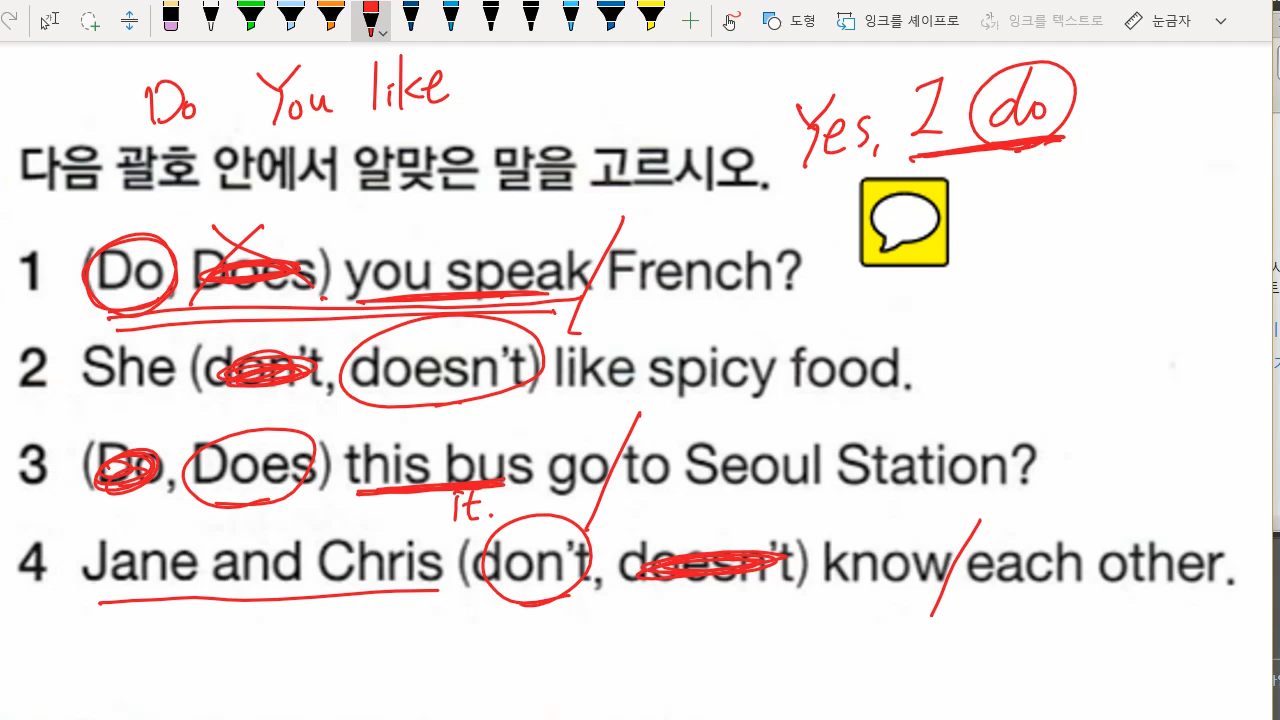 도형 잉크를 셰이프로 잉크를 텍스트로 눈금자
Do You like
Yes, I do
다음 괄호 안에서 알맞은 말을 고르시오.
1 (Do, Does) you speak French?
2 She (don't, doesn't) like spicy food.
3 (Do, Does) this bus go to Seoul Station?
it.
4 Jane and Chris (don't, doesn't) know each other.